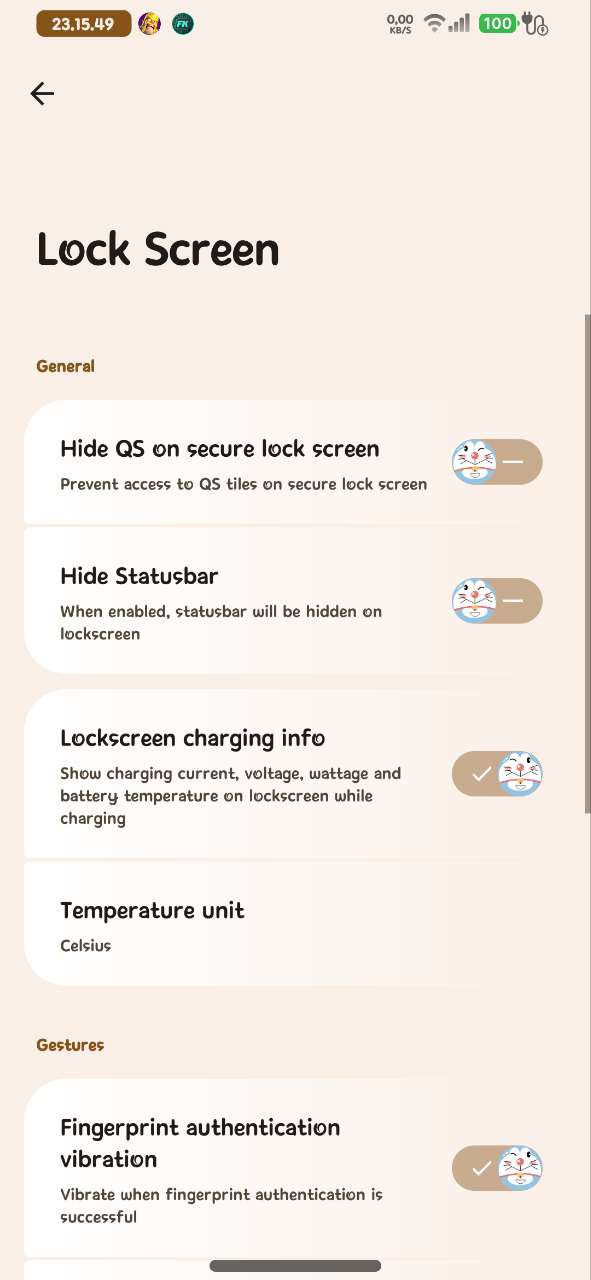 23.15.49 FK 0,00 100
KB/S
Lock Screen
General
Hide QS on secure lock screen
Prevent access to QS tiles on secure lock screen
Hide Statusbar
When enabled, statusbar will be hidden on
lockscreen
Lockscreen charging info
Show charging current, voltage, wattage and
battery temperature on lockscreen while
charging
Temperature unit
Celsius
Gestures
Fingerprint authentication
vibration
Vibrate when fingerprint authentication is
successful